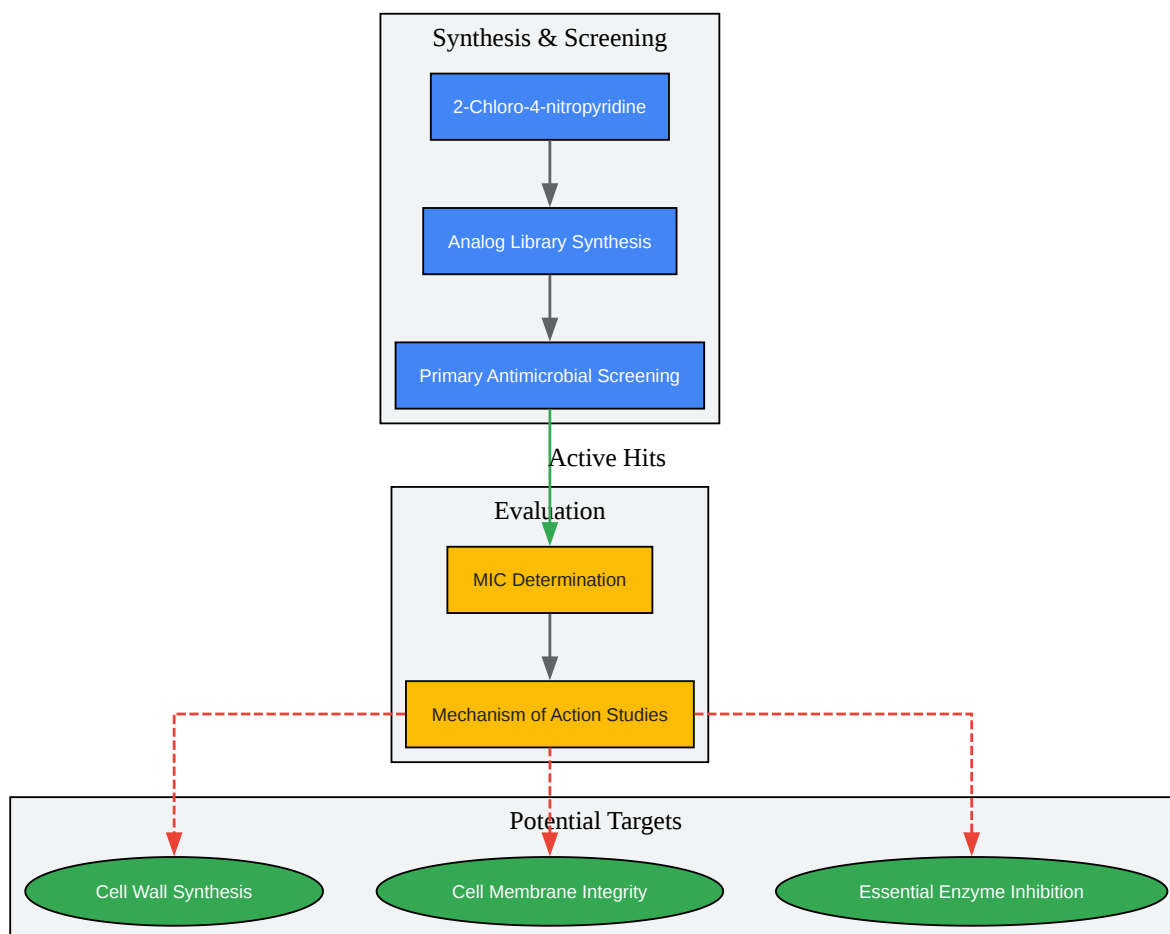 Synthesis & Screening
2-Chloro-4-nitropyridine
Analog Library Synthesis
Primary Antimicrobial Screening
Active Hits
Evaluation
MIC Determination
Mechanism of Action Studies
Potential Targets
Cell Wall Synthesis
Cell Membrane Integrity
Essential Enzyme Inhibition